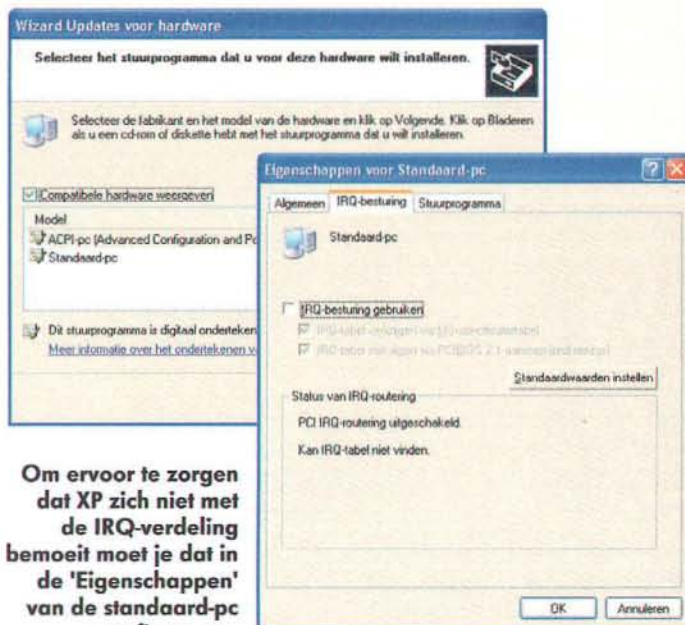 Wizard Updates voor hardware
Selecteer het stuurprogramma dat u voor deze hardware wilt installeren.
Selecteer de fabrikant en het model van de hardware en klik op Volgende. Klik op Bladeren
als u een cd-rom of diskette hebt met het stuurprogramma dat u wilt installeren.
Compatibele hardware weergeven
Model
ACPI-pc (Advanced Configuration and Po
Standaard-pc
Dit stuurprogramma is digitaal ondertekend
Meer informatie over het ondertekenen v
Eigenschappen voor Standaard-pc
Algemeen IRQ-besturing Stuurprogramma
Standaard-pc
IRQ-besturing gebruiken
Standaardwaarden instellen
Status van IRQ-routering
PCI IRQ-routering uitgeschakeld.
Kan IRQ-tabel niet vinden.
OK Annuleren
Om ervoor te zorgen
dat XP zich niet met
de IRQ-verdeling
bemoeit moet je dat in
de 'Eigenschappen'
van de standaard-pc